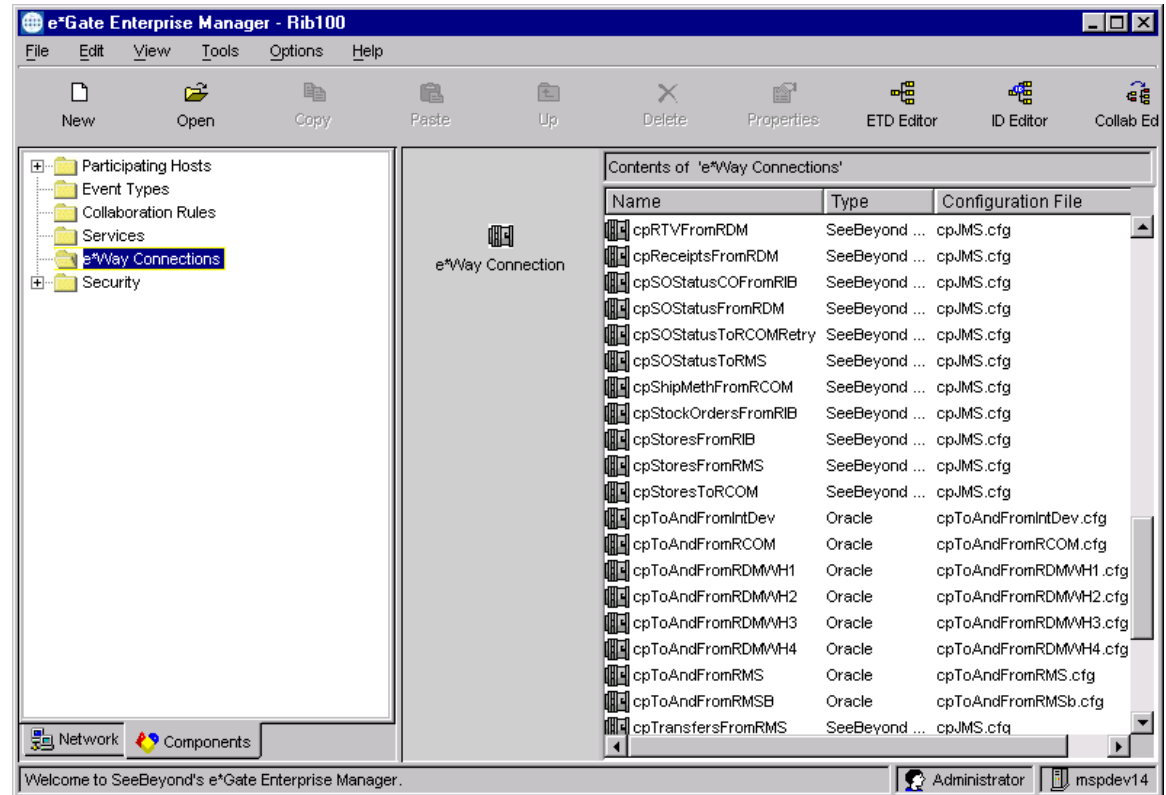 e*Gate Enterprise Manager - Rib100
File Edit View Tools Options Help
New Open Copy Paste Up Delete Properties ETD Editor ID Editor Collab Ed
Participating Hosts
Event Types
Collaboration Rules
Services
e*Way Connections
Security
e*Way Connection
Contents of 'e*Way Connections'
Name Type Configuration File
cpRTVFromRDM SeeBeyond ... cpJMS.cfg
cpReceiptsFromRDM SeeBeyond ... cpJMS.cfg
cpSOStatusCOFromRIB SeeBeyond ... cpJMS.cfg
cpSOStatusFromRDM SeeBeyond ... cpJMS.cfg
cpSOStatusToRCOMRetry SeeBeyond ... cpJMS.cfg
cpSOStatusToRMS SeeBeyond ... cpJMS.cfg
cpShipMethFromRCOM SeeBeyond ... cpJMS.cfg
cpStockOrdersFromRIB SeeBeyond ... cpJMS.cfg
cpStoresFromRIB SeeBeyond ... cpJMS.cfg
cpStoresFromRMS SeeBeyond ... cpJMS.cfg
cpStoresToRCOM SeeBeyond ... cpJMS.cfg
cpToAndFromIntDev Oracle cpToAndFromIntDev.cfg
cpToAndFromRCOM Oracle cpToAndFromRCOM.cfg
cpToAndFromRDMWH1 Oracle cpToAndFromRDMWH1.cfg
cpToAndFromRDMWH2 Oracle cpToAndFromRDMWH2.cfg
cpToAndFromRDMWH3 Oracle cpToAndFromRDMWH3.cfg
cpToAndFromRDMWH4 Oracle cpToAndFromRDMWH4.cfg
cpToAndFromRMS Oracle cpToAndFromRMS.cfg
cpToAndFromRMSB Oracle cpToAndFromRMSb.cfg
cpTransfersFromRMS SeeBeyond ... cpJMS.cfg
Network Components
Welcome to SeeBeyond's e*Gate Enterprise Manager. Administrator mspdev14